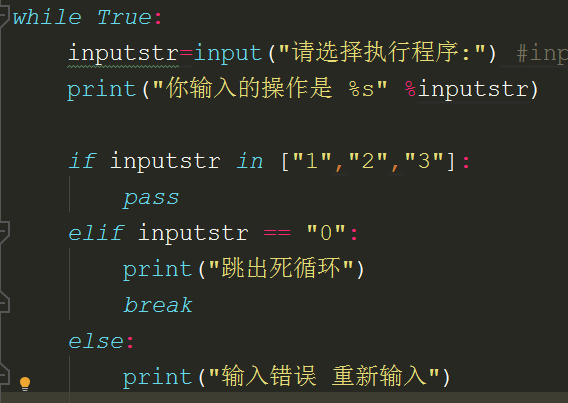 while True:
inputstr=input("请选择执行程序:") #inp
print("你输入的操作是 %s" %inputstr)
if inputstr in ["1","2","3"]:
pass
elif inputstr == "0":
print("跳出死循环")
break
else:
print("输入错误 重新输入")